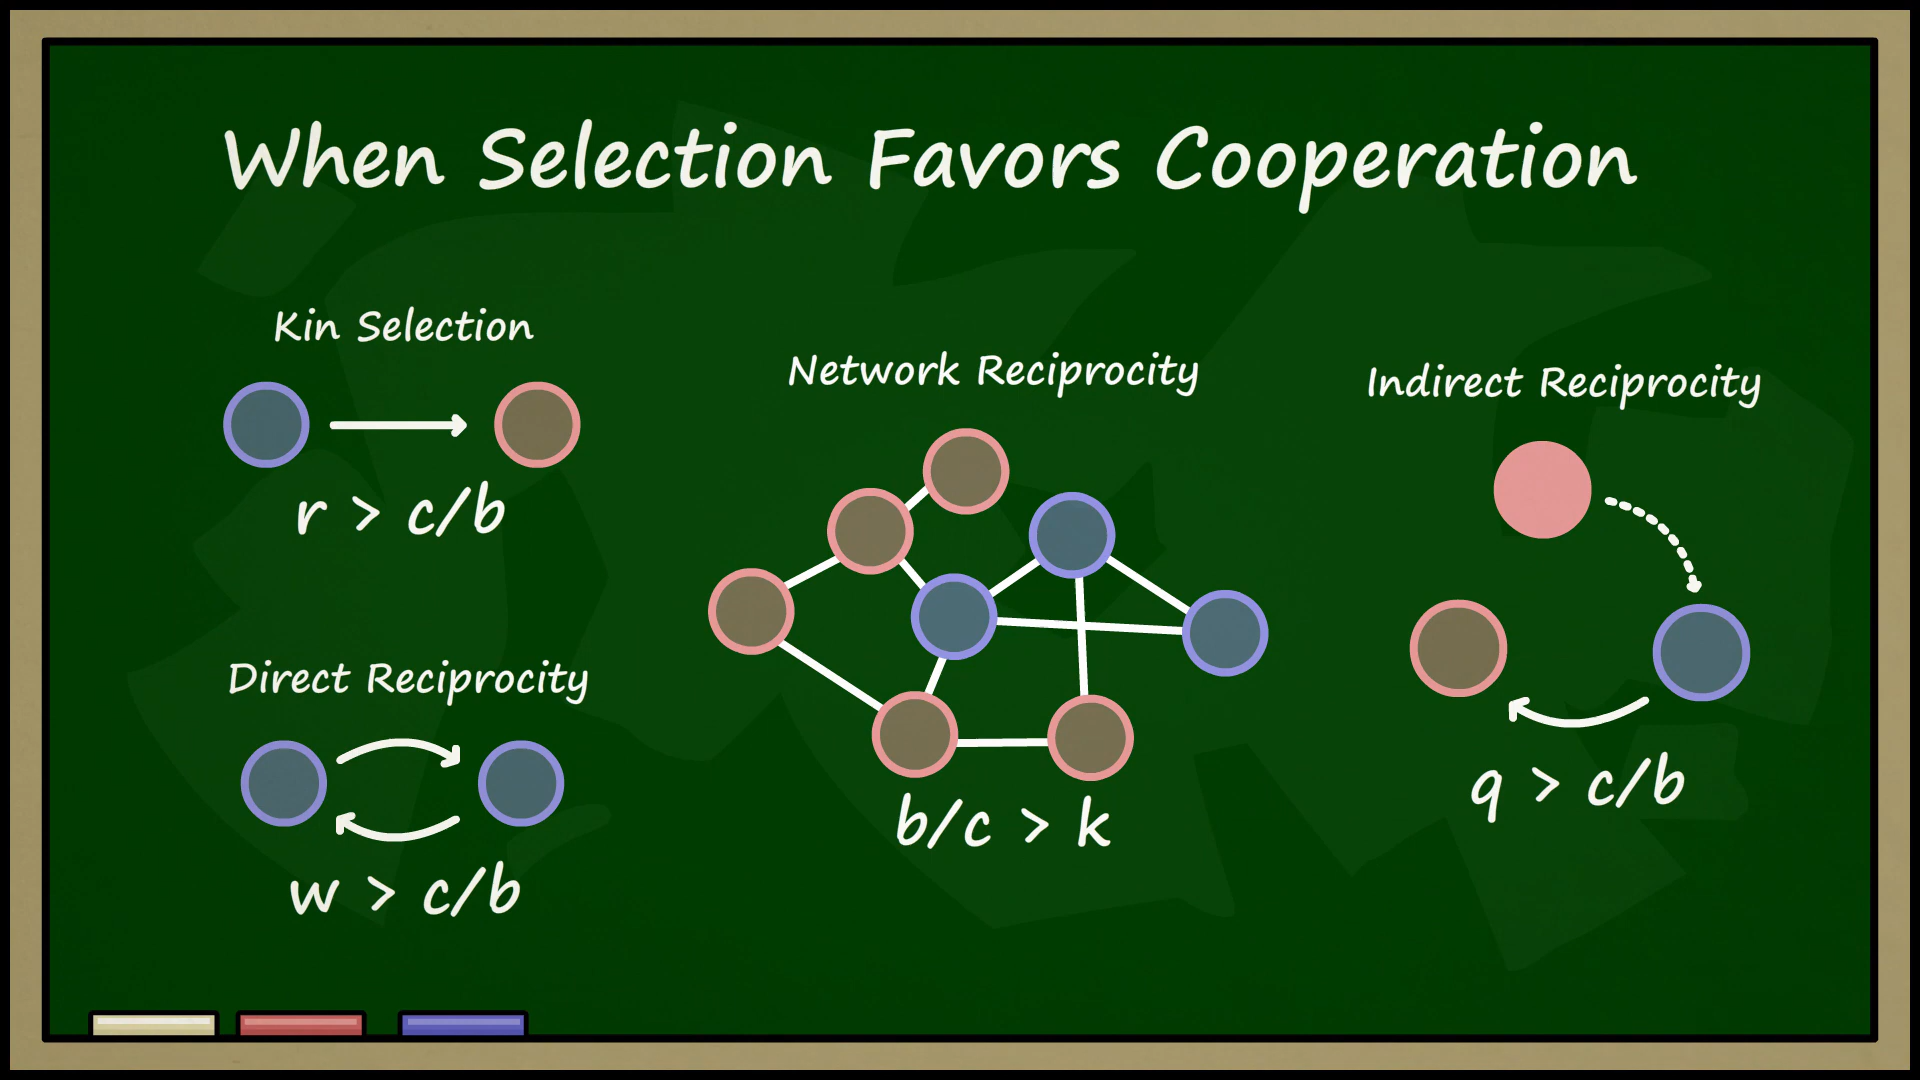 When Selection Favors Cooperation
Kin Selection
r > c/b
Direct Reciprocity
w > c/b
Network Reciprocity
b/c > k
Indirect Reciprocity
q > c/b